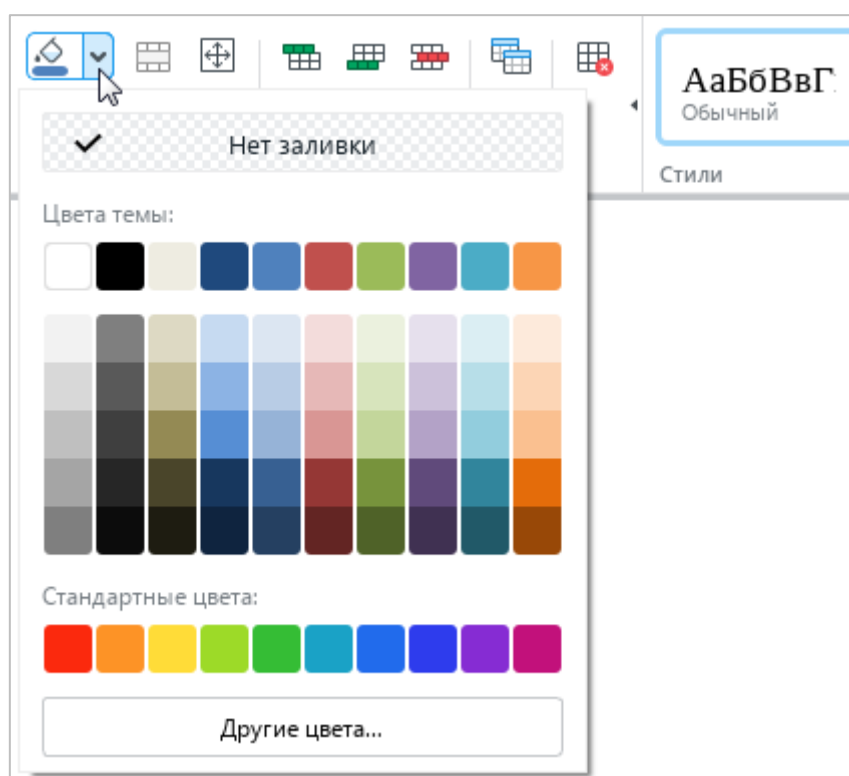 АаБбВвГ
Обычный
Стили
Нет заливки
Цвета темы:
Стандартные цвета:
Другие цвета...